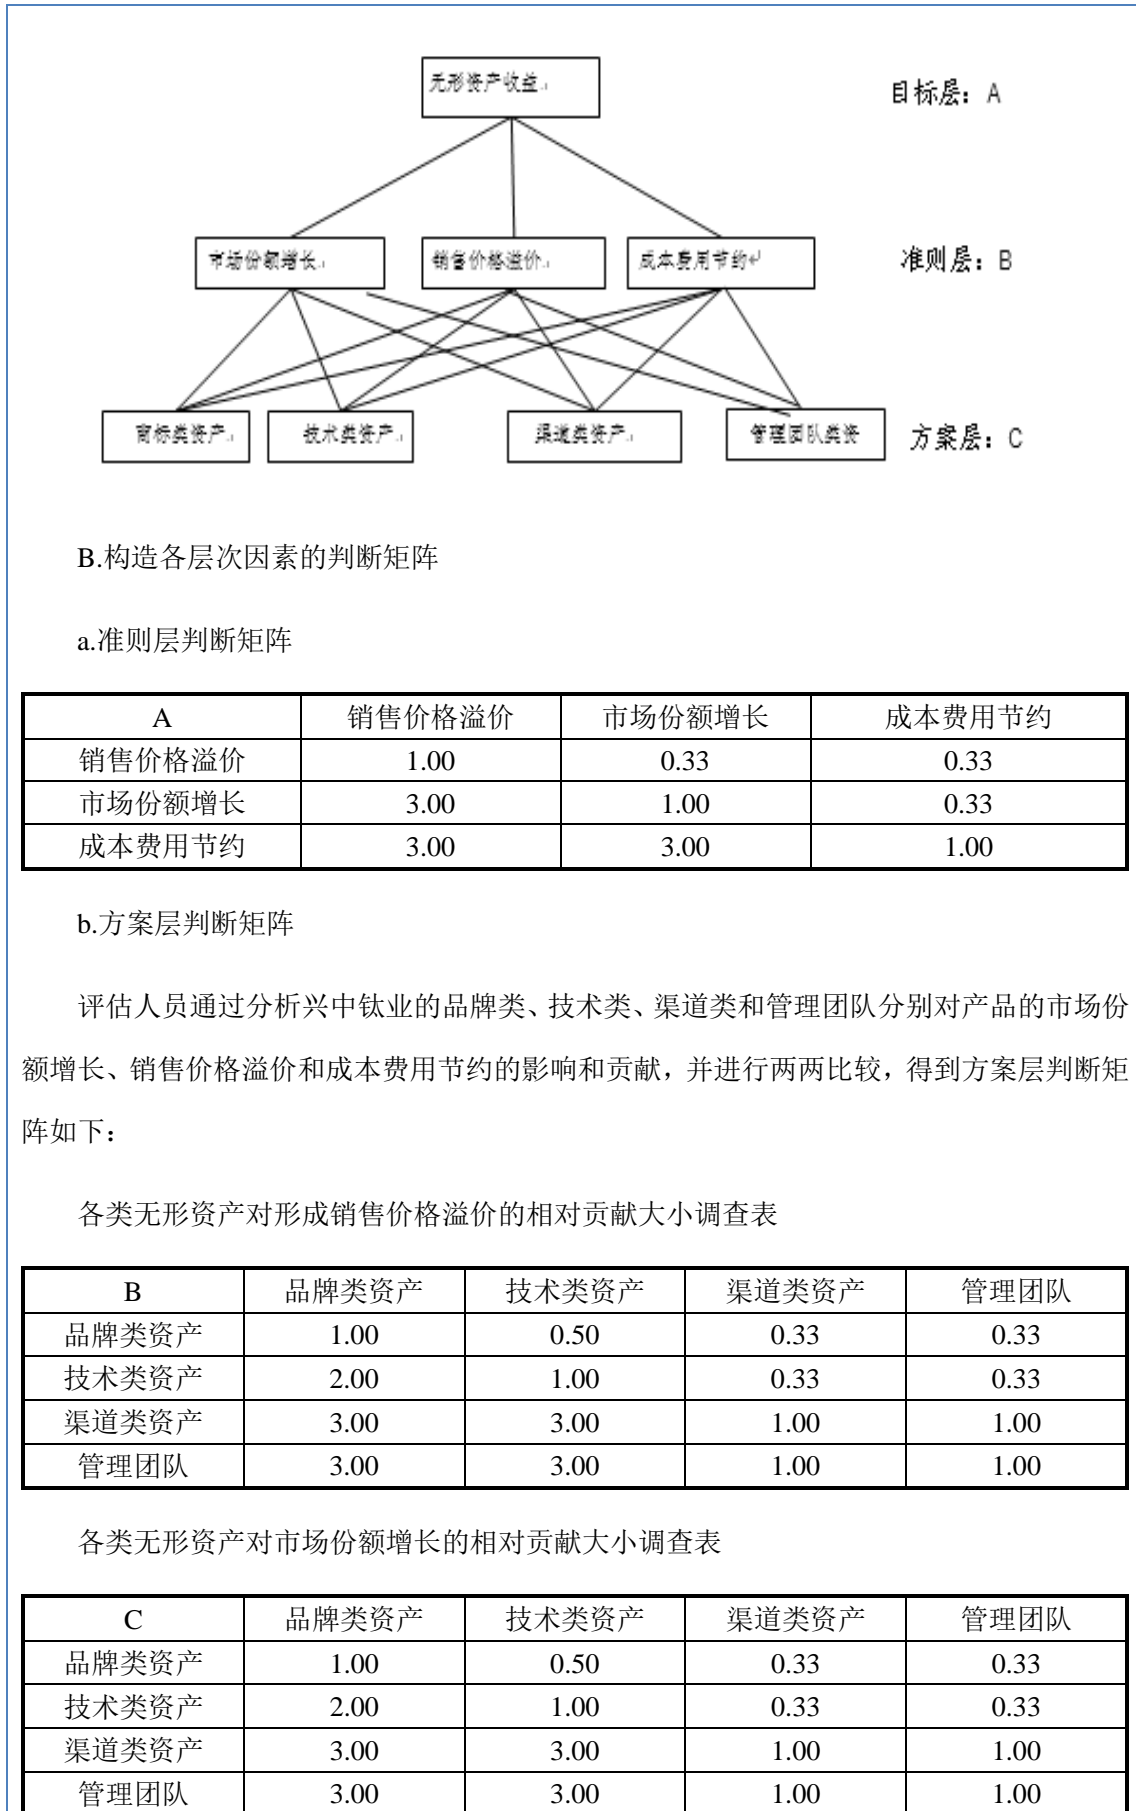 无形资产收益
目标层：A
市场份额增长
销售价格溢价
成本费用节约
准则层：B
商标类资产
技术类资产
渠道类资产
管理团队类资
方案层：C
B.构造各层次因素的判断矩阵
a.准则层判断矩阵
A 销售价格溢价 市场份额增长 成本费用节约
销售价格溢价 1.00 0.33 0.33
市场份额增长 3.00 1.00 0.33
成本费用节约 3.00 3.00 1.00
b.方案层判断矩阵
评估人员通过分析兴中钛业的品牌类、技术类、渠道类和管理团队分别对产品的市场份
额增长、销售价格溢价和成本费用节约的影响和贡献，并进行两两比较，得到方案层判断矩
阵如下：
各类无形资产对形成销售价格溢价的相对贡献大小调查表
B 品牌类资产 技术类资产 渠道类资产 管理团队
品牌类资产 1.00 0.50 0.33 0.33
技术类资产 2.00 1.00 0.33 0.33
渠道类资产 3.00 3.00 1.00 1.00
管理团队 3.00 3.00 1.00 1.00
各类无形资产对市场份额增长的相对贡献大小调查表
C 品牌类资产 技术类资产 渠道类资产 管理团队
品牌类资产 1.00 0.50 0.33 0.33
技术类资产 2.00 1.00 0.33 0.33
渠道类资产 3.00 3.00 1.00 1.00
管理团队 3.00 3.00 1.00 1.00